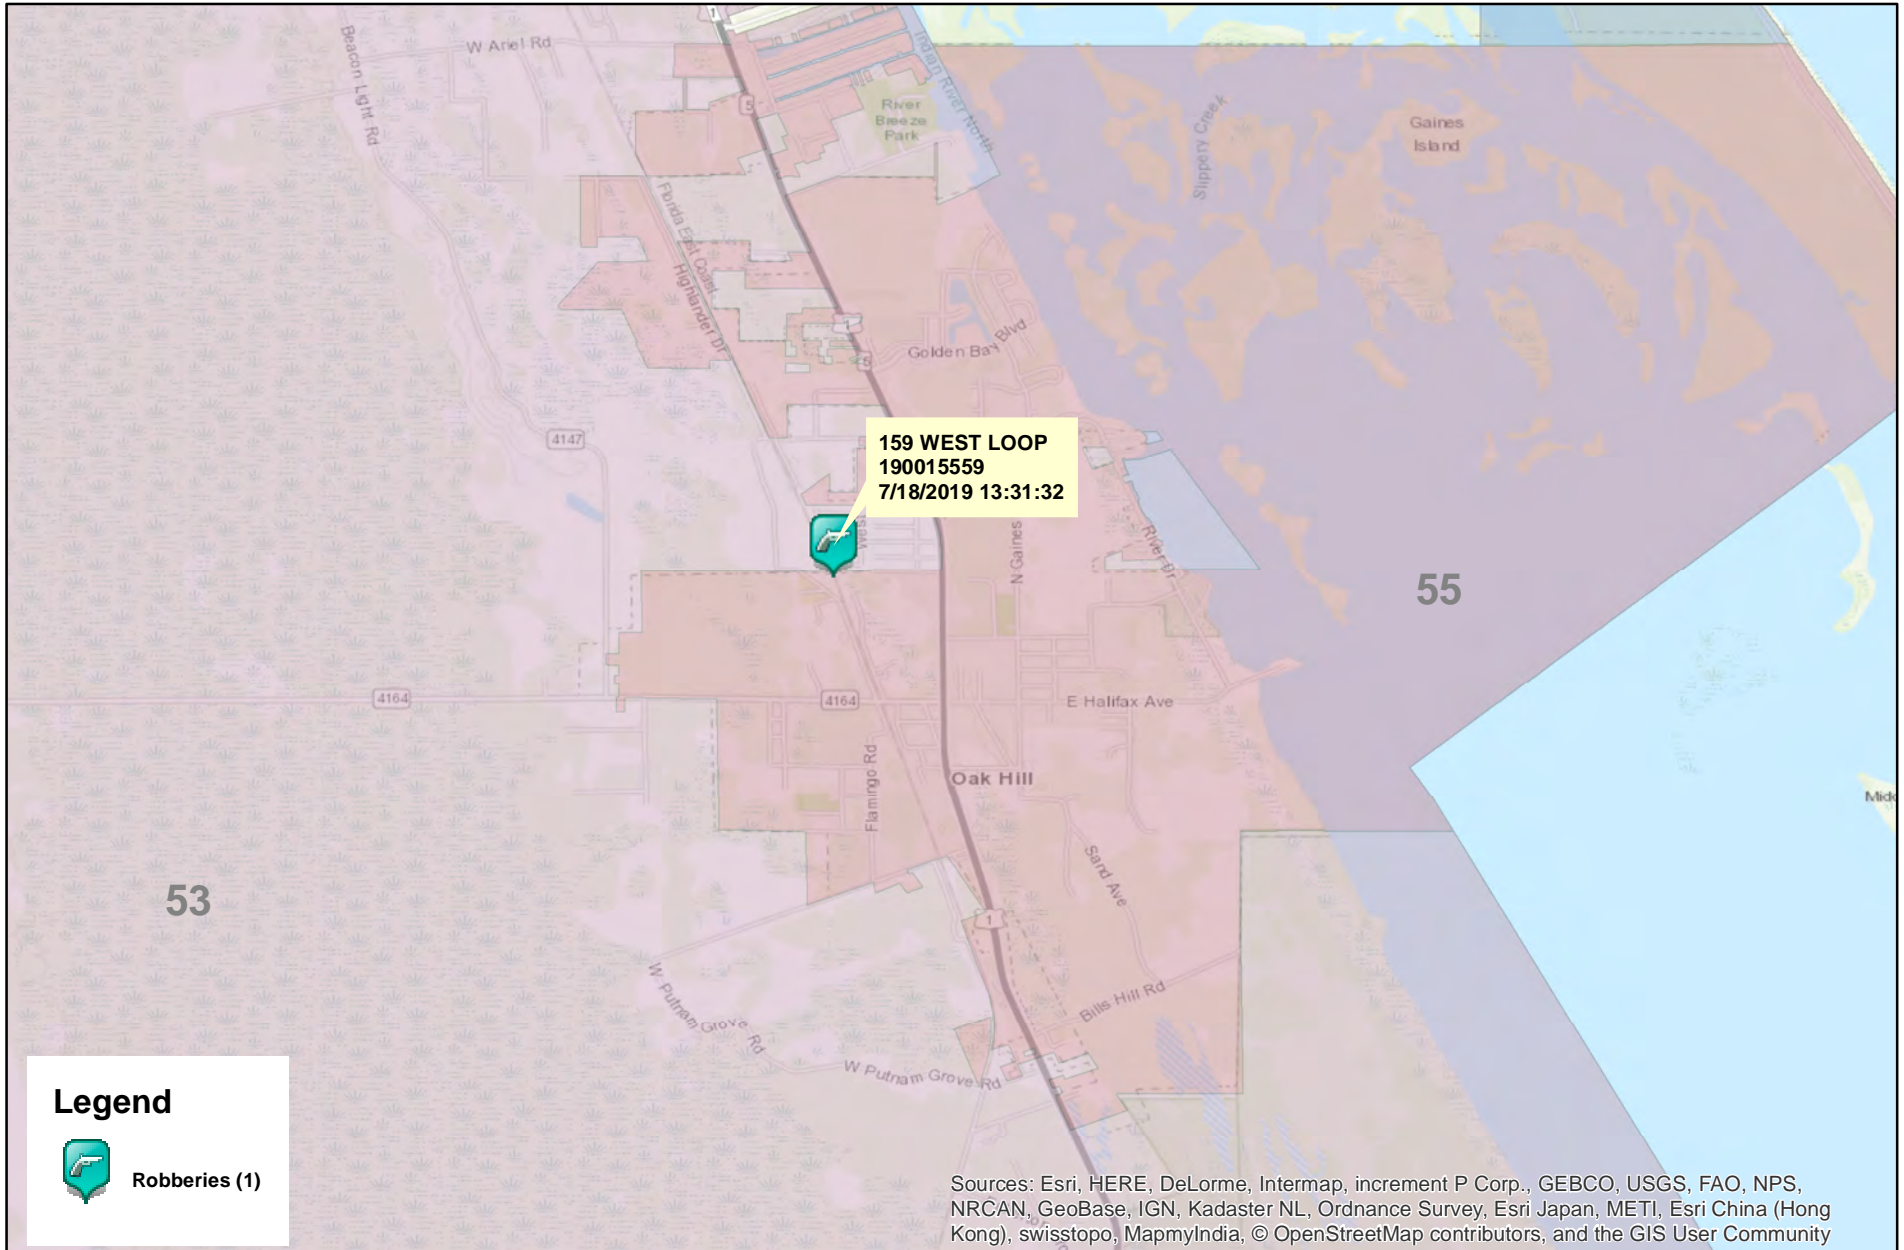 1
W Ariel Rd
Beacon Light Rd
Indian River North
5
River
Breeze
Park
Slippery Creek
Gaines
Island
Florida East Coast
Highlander Dr
1
5
Golden Bay Blvd
4147
159 WEST LOOP
190015559
7/18/2019 13:31:32
N Gaines
River Dr
55
4164
4164
E Halifax Ave
Flamingo Rd
Oak Hill
Sand Ave
53
1
W Putnam Grove Rd
Bills Hill Rd
W Putnam Grove Rd
Legend
Robberies (1)
Sources: Esri, HERE, DeLorme, Intermap, increment P Corp., GEBCO, USGS, FAO, NPS,
NRCAN, GeoBase, IGN, Kadaster NL, Ordnance Survey, Esri Japan, METI, Esri China (Hong
Kong), swisstopo, MapmyIndia, © OpenStreetMap contributors, and the GIS User Community